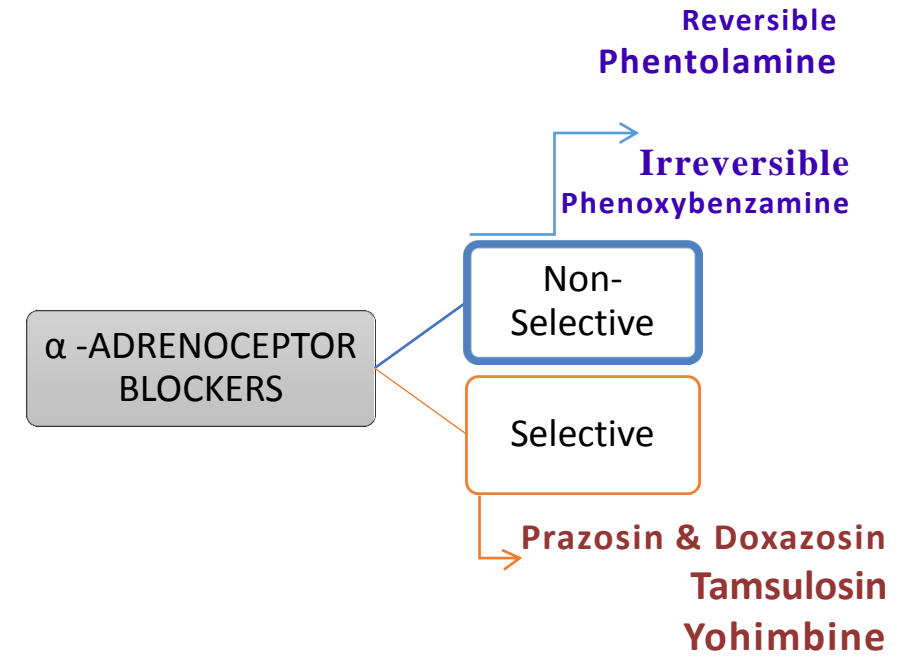 Reversible
Phentolamine
Irreversible
Phenoxybenzamine
Non-
Selective
α -ADRENOCEPTOR
BLOCKERS
Selective
Prazosin & Doxazosin
Tamsulosin
Yohimbine